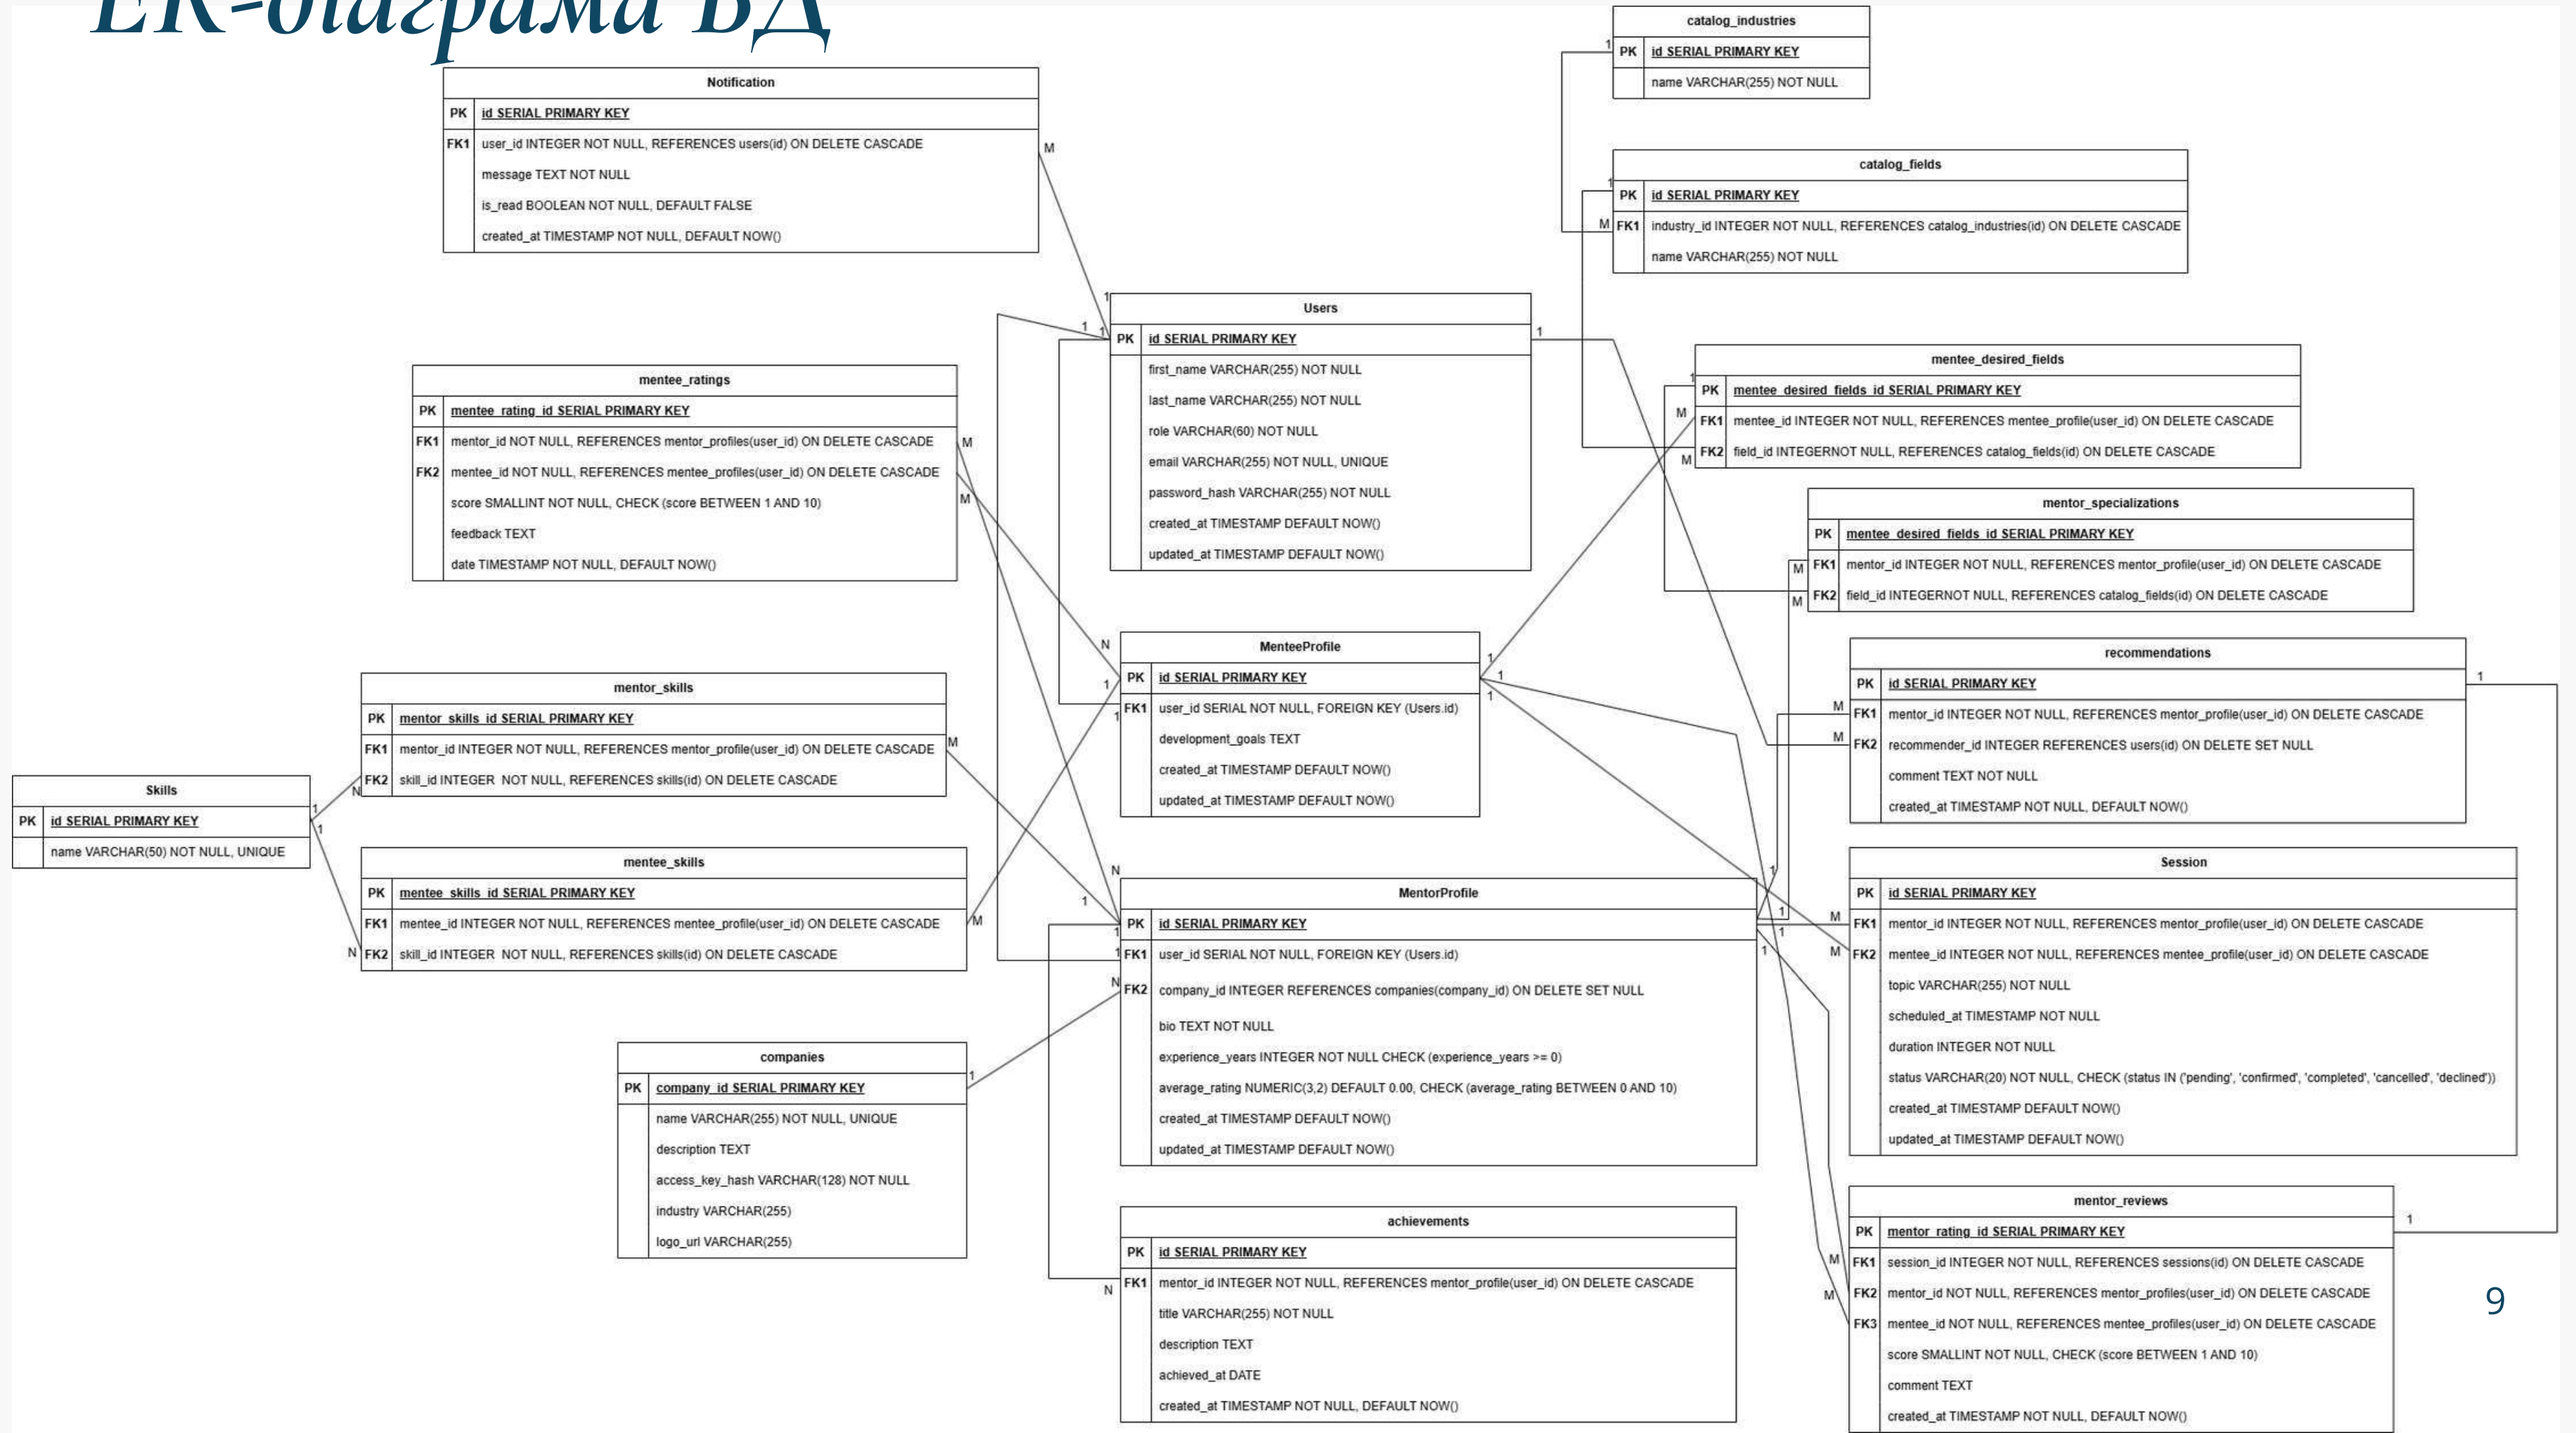 ER-діаграма БД
catalog_industries
1
PK id SERIAL PRIMARY KEY
name VARCHAR(255) NOT NULL
Notification
PK id SERIAL PRIMARY KEY
FK1 user_id INTEGER NOT NULL, REFERENCES users(id) ON DELETE CASCADE
message TEXT NOT NULL
is_read BOOLEAN NOT NULL, DEFAULT FALSE
created_at TIMESTAMP NOT NULL, DEFAULT NOW()
M
catalog_fields
1
PK id SERIAL PRIMARY KEY
M FK1 industry_id INTEGER NOT NULL, REFERENCES catalog_industries(id) ON DELETE CASCADE
name VARCHAR(255) NOT NULL
1
1 1
Users
PK id SERIAL PRIMARY KEY 1
first_name VARCHAR(255) NOT NULL
last_name VARCHAR(255) NOT NULL
role VARCHAR(60) NOT NULL
email VARCHAR(255) NOT NULL, UNIQUE
password_hash VARCHAR(255) NOT NULL
created_at TIMESTAMP DEFAULT NOW()
updated_at TIMESTAMP DEFAULT NOW()
mentee_desired_fields
1
PK mentee_desired_fields_id SERIAL PRIMARY KEY
M
FK1 mentee_id INTEGER NOT NULL, REFERENCES mentee_profile(user_id) ON DELETE CASCADE
FK2 field_id INTEGERNOT NULL, REFERENCES catalog_fields(id) ON DELETE CASCADE
M
mentee_ratings
PK mentee_rating_id SERIAL PRIMARY KEY
FK1 mentor_id NOT NULL, REFERENCES mentor_profiles(user_id) ON DELETE CASCADE M
FK2 mentee_id NOT NULL, REFERENCES mentee_profiles(user_id) ON DELETE CASCADE
M
score SMALLINT NOT NULL, CHECK (score BETWEEN 1 AND 10)
feedback TEXT
date TIMESTAMP NOT NULL, DEFAULT NOW()
mentor_specializations
PK mentee_desired_fields_id SERIAL PRIMARY KEY
M FK1 mentor_id INTEGER NOT NULL, REFERENCES mentor_profile(user_id) ON DELETE CASCADE
M FK2 field_id INTEGERNOT NULL, REFERENCES catalog_fields(id) ON DELETE CASCADE
MenteeProfile
N 1
PK id SERIAL PRIMARY KEY 1
1 1
1 FK1 user_id SERIAL NOT NULL, FOREIGN KEY (Users.id)
development_goals TEXT
created_at TIMESTAMP DEFAULT NOW()
updated_at TIMESTAMP DEFAULT NOW()
recommendations
PK id SERIAL PRIMARY KEY 1
M FK1 mentor_id INTEGER NOT NULL, REFERENCES mentor_profile(user_id) ON DELETE CASCADE
M FK2 recommender_id INTEGER REFERENCES users(id) ON DELETE SET NULL
comment TEXT NOT NULL
created_at TIMESTAMP NOT NULL, DEFAULT NOW()
mentor_skills
PK mentor_skills_id SERIAL PRIMARY KEY
FK1 mentor_id INTEGER NOT NULL, REFERENCES mentor_profile(user_id) ON DELETE CASCADE M
N FK2 skill_id INTEGER NOT NULL, REFERENCES skills(id) ON DELETE CASCADE
Skills
PK id SERIAL PRIMARY KEY 1
1
name VARCHAR(50) NOT NULL, UNIQUE
mentee_skills
PK mentee_skills_id SERIAL PRIMARY KEY
FK1 mentee_id INTEGER NOT NULL, REFERENCES mentee_profile(user_id) ON DELETE CASCADE M
N FK2 skill_id INTEGER NOT NULL, REFERENCES skills(id) ON DELETE CASCADE
MentorProfile
N 1
1 1
PK id SERIAL PRIMARY KEY
1 1
1 FK1 user_id SERIAL NOT NULL, FOREIGN KEY (Users.id) 1
N FK2 company_id INTEGER REFERENCES companies(company_id) ON DELETE SET NULL
bio TEXT NOT NULL
experience_years INTEGER NOT NULL CHECK (experience_years >= 0)
average_rating NUMERIC(3,2) DEFAULT 0.00, CHECK (average_rating BETWEEN 0 AND 10)
created_at TIMESTAMP DEFAULT NOW()
updated_at TIMESTAMP DEFAULT NOW()
Session
PK id SERIAL PRIMARY KEY
M FK1 mentor_id INTEGER NOT NULL, REFERENCES mentor_profile(user_id) ON DELETE CASCADE
M FK2 mentee_id INTEGER NOT NULL, REFERENCES mentee_profile(user_id) ON DELETE CASCADE
topic VARCHAR(255) NOT NULL
scheduled_at TIMESTAMP NOT NULL
duration INTEGER NOT NULL
status VARCHAR(20) NOT NULL, CHECK (status IN ('pending', 'confirmed', 'completed', 'cancelled', 'declined'))
created_at TIMESTAMP DEFAULT NOW()
updated_at TIMESTAMP DEFAULT NOW()
companies
PK company_id SERIAL PRIMARY KEY 1
name VARCHAR(255) NOT NULL, UNIQUE
description TEXT
access_key_hash VARCHAR(128) NOT NULL
industry VARCHAR(255)
logo_url VARCHAR(255)
achievements
PK id SERIAL PRIMARY KEY
N FK1 mentor_id INTEGER NOT NULL, REFERENCES mentor_profile(user_id) ON DELETE CASCADE
title VARCHAR(255) NOT NULL
description TEXT
achieved_at DATE
created_at TIMESTAMP NOT NULL, DEFAULT NOW()
mentor_reviews
PK mentor_rating_id SERIAL PRIMARY KEY 1
M FK1 session_id INTEGER NOT NULL, REFERENCES sessions(id) ON DELETE CASCADE
M FK2 mentor_id NOT NULL, REFERENCES mentor_profiles(user_id) ON DELETE CASCADE
FK3 mentee_id NOT NULL, REFERENCES mentee_profiles(user_id) ON DELETE CASCADE
score SMALLINT NOT NULL, CHECK (score BETWEEN 1 AND 10)
comment TEXT
created_at TIMESTAMP NOT NULL, DEFAULT NOW()
9